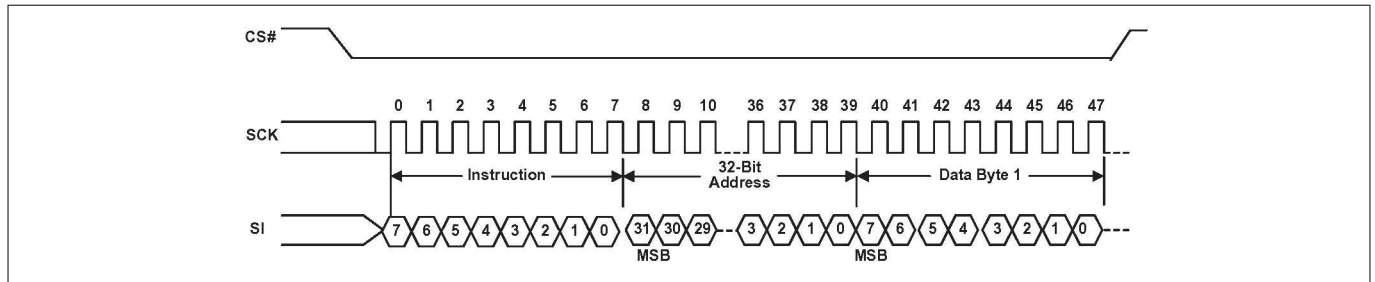 CS#
0 1 2 3 4 5 6 7 8 9 10 36 37 38 39 40 41 42 43 44 45 46 47
SCK
Instruction
32-Bit
Address
Data Byte 1
SI
7 6 5 4 3 2 1 0 31 30 29 3 2 1 0 7 6 5 4 3 2 1 0
MSB MSB